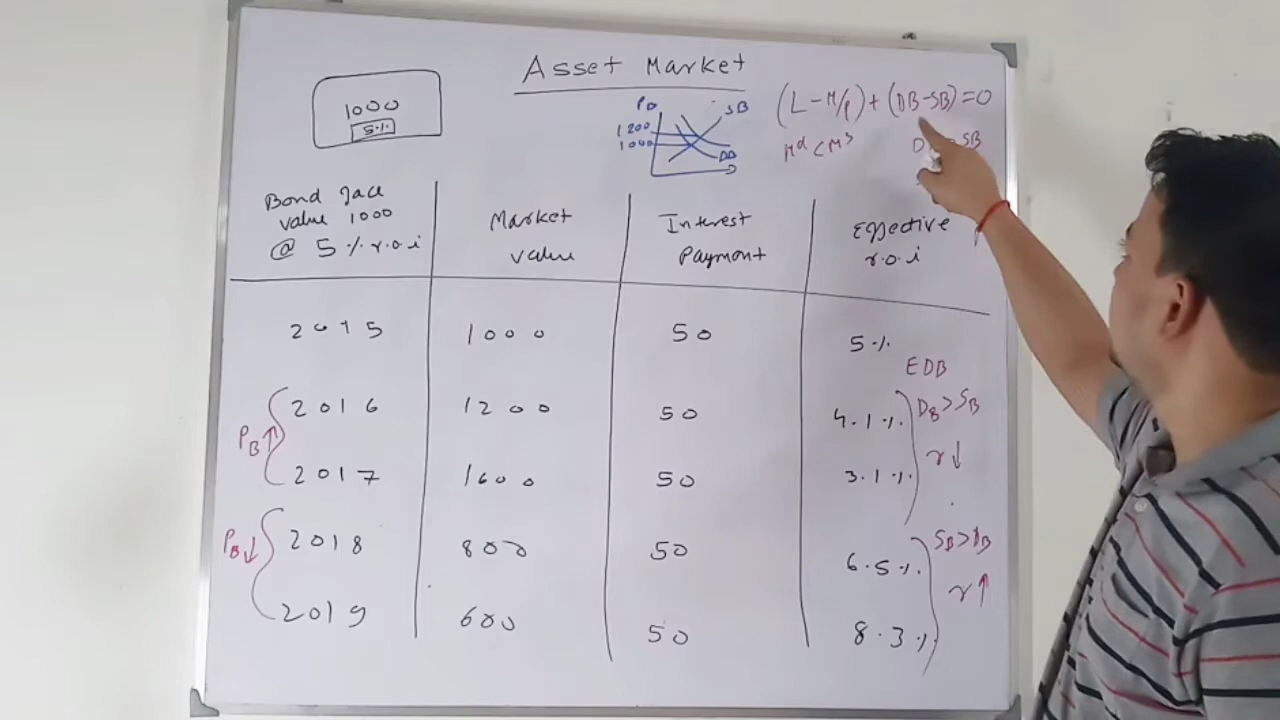 Asset Market
1000
5%
PB
1200
1000
SB
DB
(L - M/P) + (DB - SB) = 0
Md < Ms
SB
Bond face value 1000 @ 5% r.o.i
Market value
Interest Payment
Effective r.o.i
2015 1000 50 5%
EDB
PB↑
2016 1200 50 4.1%
DB > SB
2017 1600 50 3.1%
r↓
PB↓
2018 800 50 6.5%
SB > DB
r↑
2019 600 50 8.3%